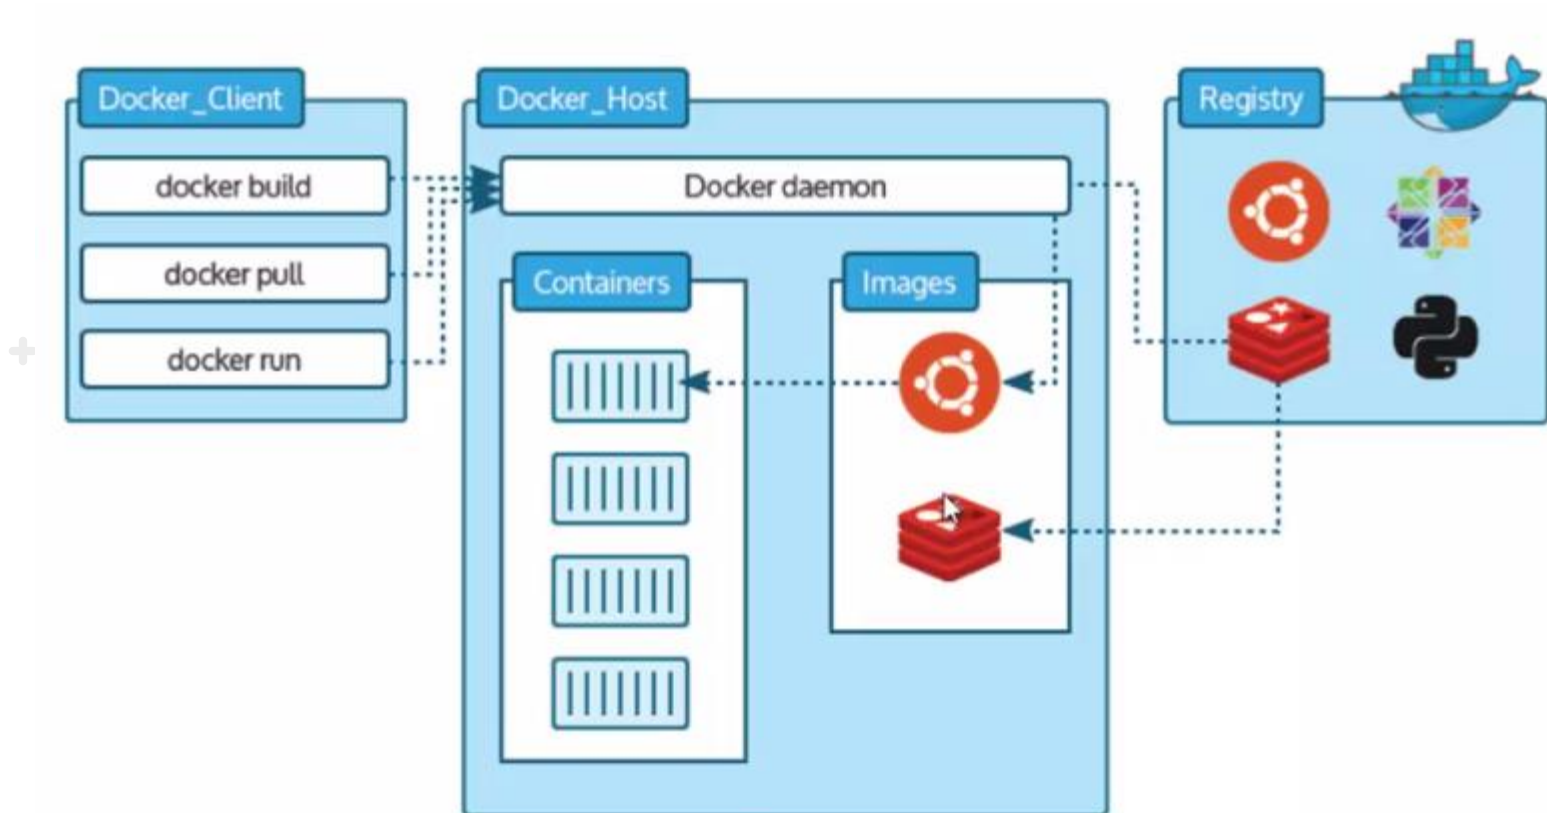 Docker_Client
docker build
docker pull
docker run
Docker_Host
Docker daemon
Containers
Images
Registry